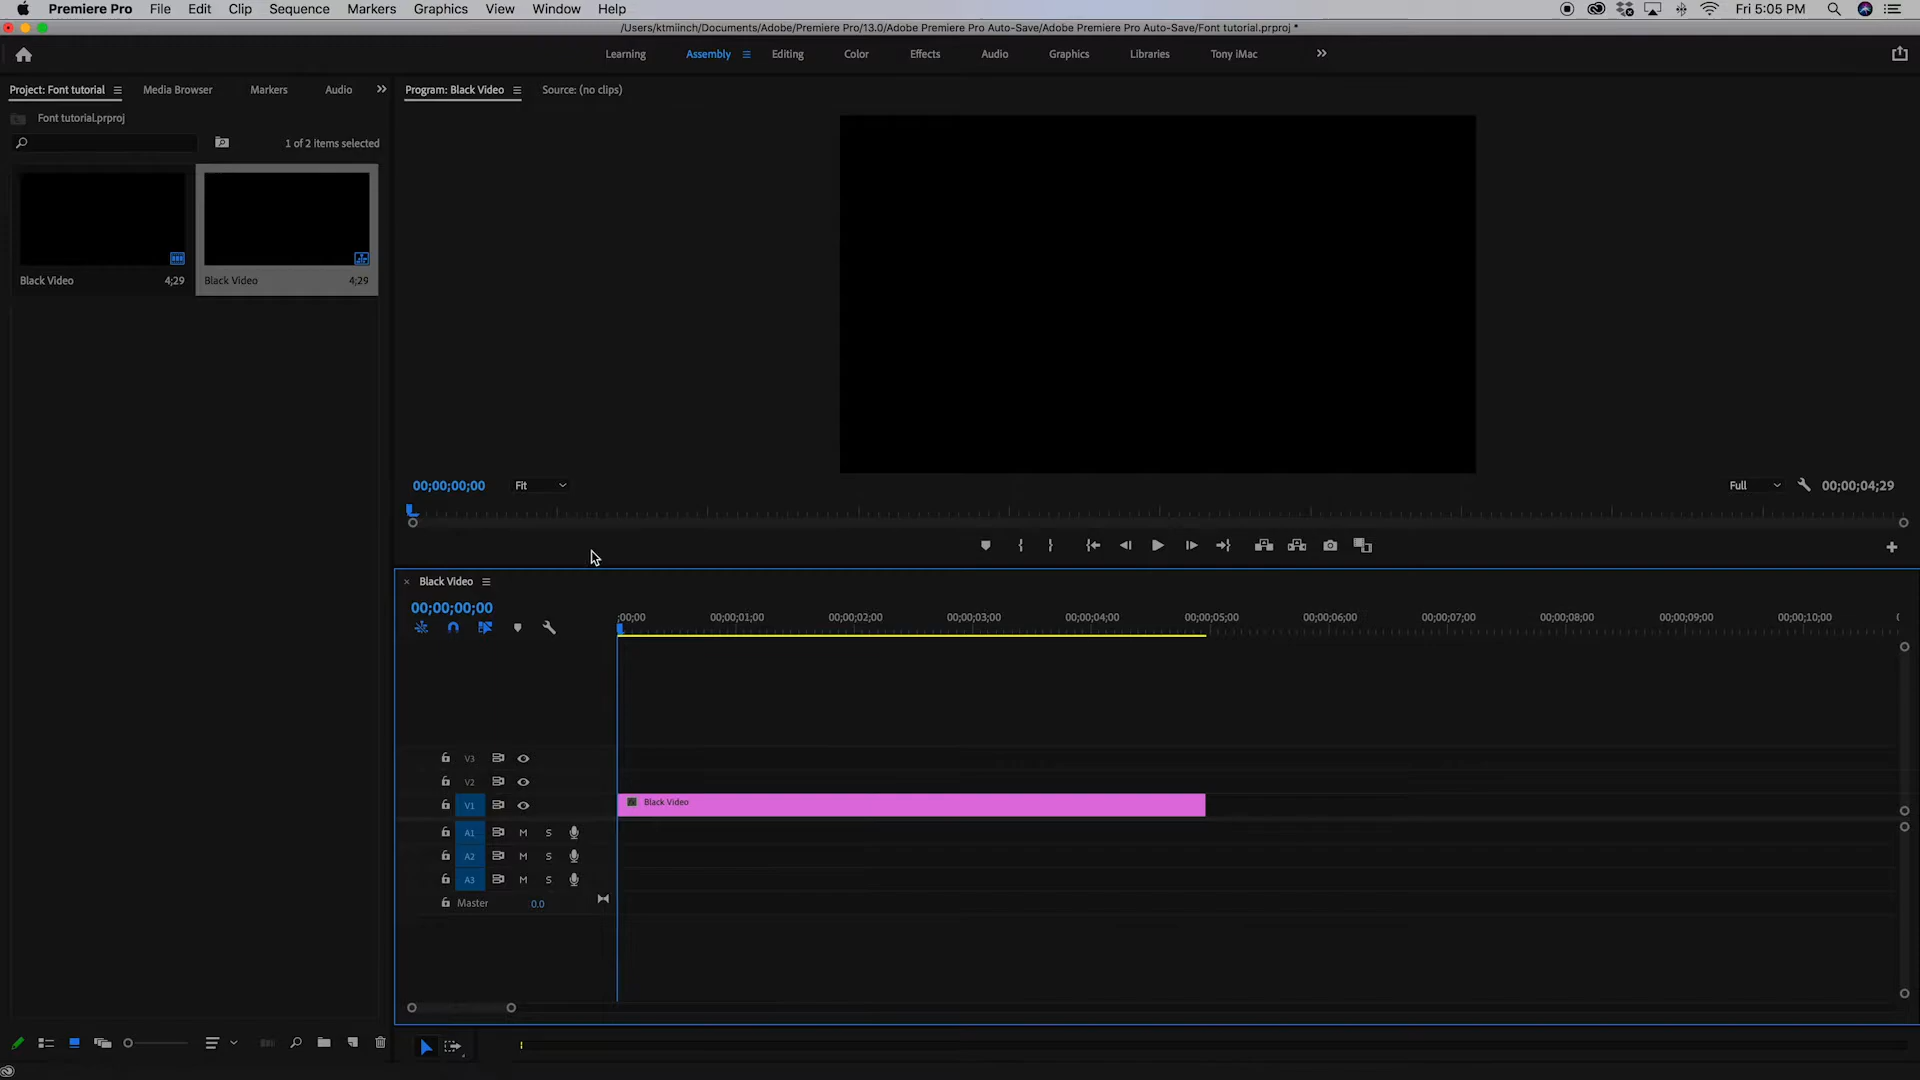 Premiere Pro File Edit Clip Sequence Markers Graphics View Window Help Fri 5:05 PM
/Users/ktmiinch/Documents/Adobe/Premiere Pro/13.0/Adobe Premiere Pro Auto-Save/Adobe Premiere Pro Auto-Save/Font tutorial.prproj *
Learning Assembly Editing Color Effects Audio Graphics Libraries Tony iMac
Project: Font tutorial Media Browser Markers Audio Program: Black Video Source: (no clips)
Font tutorial.prproj
1 of 2 Items selected
Black Video 4;29 Black Video 4;29
00;00;00;00 Fit Full 00;00;04;29
Black Video
00;00;00;00
;00;00 00;00;01;00 00;00;02;00 00;00;03;00 00;00;04;00 00;00;05;00 00;00;06;00 00;00;07;00 00;00;08;00 00;00;09;00 00;00;10;00
V3
V2
V1 Black Video
A1 M S
A2 M S
A3 M S
Master 0.0